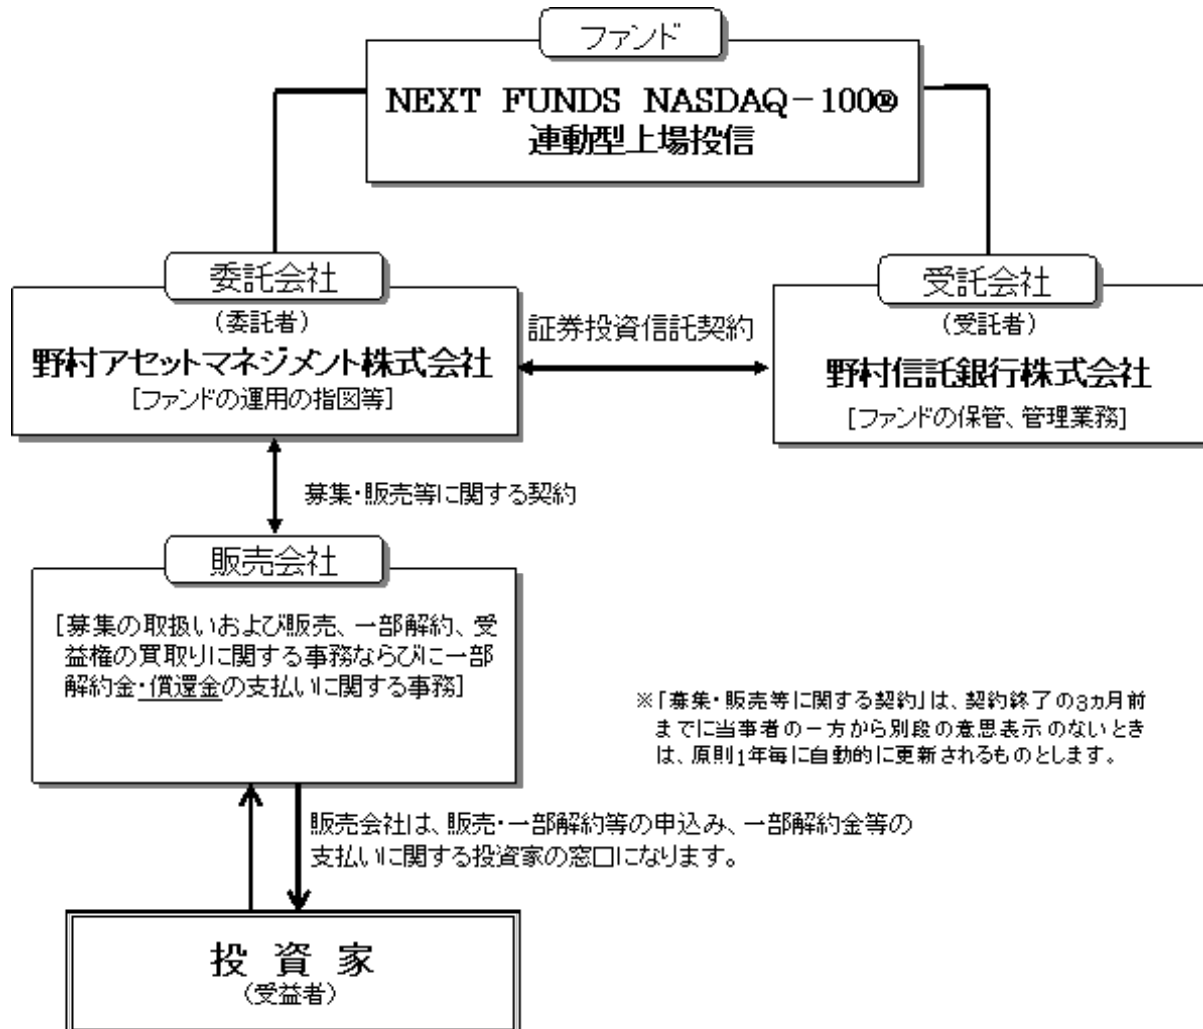 ファンド
NEXT FUNDS NASDAQ－100®
連動型上場投信
委託会社
（委託者）
野村アセットマネジメント株式会社
［ファンドの運用の指図等］
証券投資信託契約
受託会社
（受託者）
野村信託銀行株式会社
［ファンドの保管、管理業務］
募集・販売等に関する契約
販売会社
［募集の取扱いおよび販売、一部解約、受
益権の買取りに関する事務ならびに一部
解約金・償還金の支払いに関する事務］
※「募集・販売等に関する契約」は、契約終了の3ヵ月前
までに当事者の一方から別段の意思表示のないとき
は、原則1年毎に自動的に更新されるものとします。
販売会社は、販売・一部解約等の申込み、一部解約金等の
支払いに関する投資家の窓口になります。
投資家
（受益者）